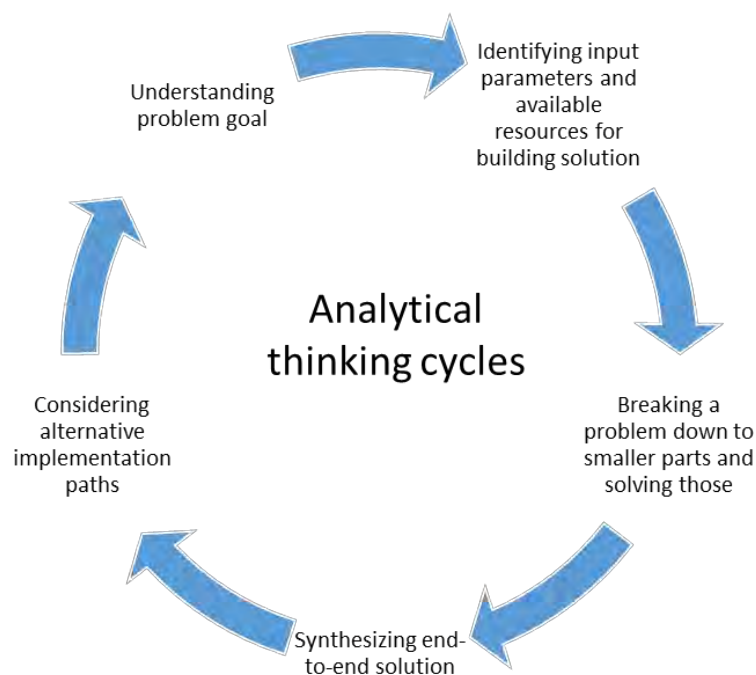 Understanding
problem goal
Identifying input
parameters and
available
resources for
building solution
Analytical
thinking cycles
Breaking a
problem down to
smaller parts and
solving those
Synthesizing end-
to-end solution
Considering
alternative
implementation
paths